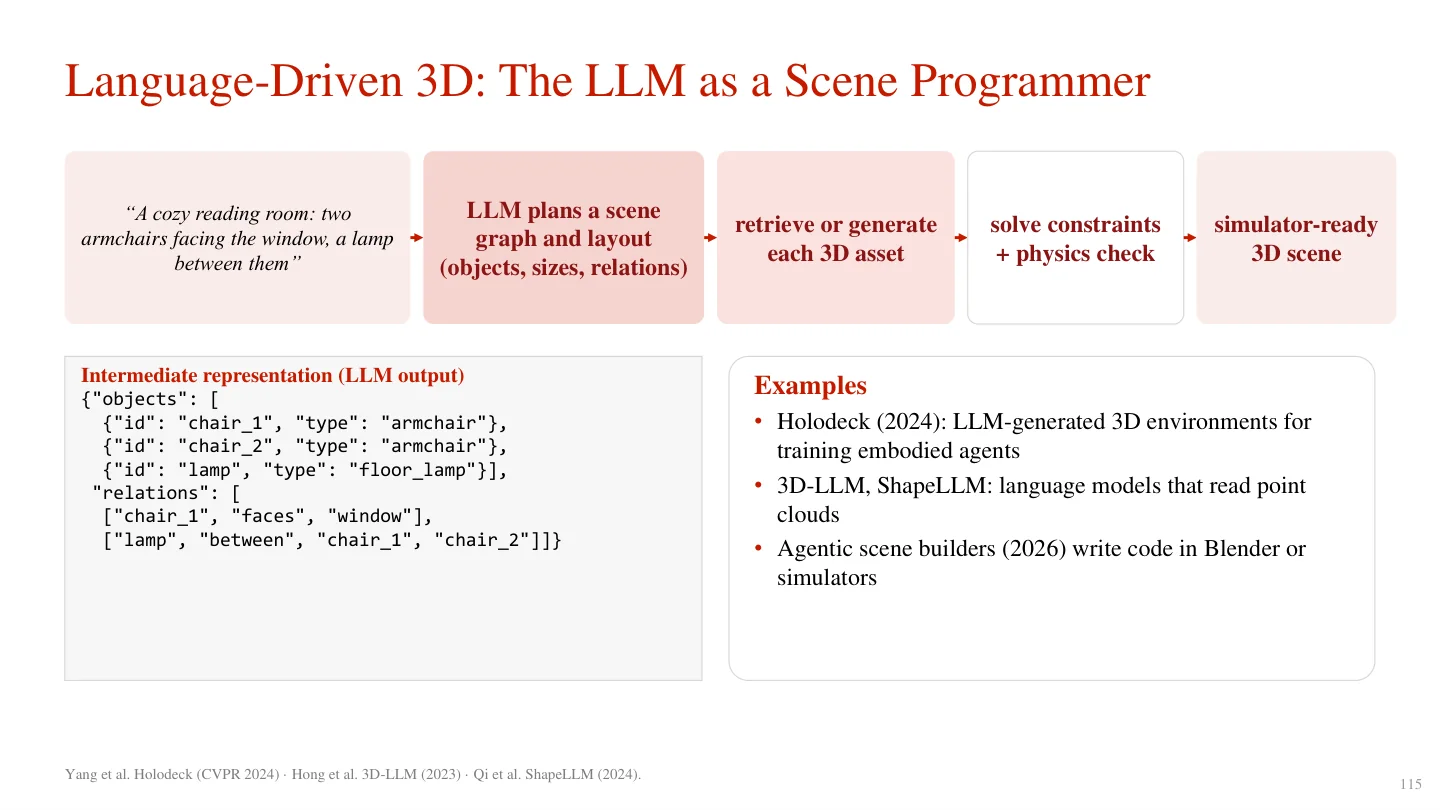 Language-Driven 3D: The LLM as a Scene Programmer
“A cozy reading room: two
armchairs facing the window, a lamp
between them”
LLM plans a scene
graph and layout
(objects, sizes, relations)
retrieve or generate
each 3D asset
solve constraints
+ physics check
simulator-ready
3D scene
Intermediate representation (LLM output)
{"objects": [
  {"id": "chair_1", "type": "armchair"},
  {"id": "chair_2", "type": "armchair"},
  {"id": "lamp", "type": "floor_lamp"}],
 "relations": [
  ["chair_1", "faces", "window"],
  ["lamp", "between", "chair_1", "chair_2"]]}
Examples
• Holodeck (2024): LLM-generated 3D environments for
training embodied agents
• 3D-LLM, ShapeLLM: language models that read point
clouds
• Agentic scene builders (2026) write code in Blender or
simulators
Yang et al. Holodeck (CVPR 2024) · Hong et al. 3D-LLM (2023) · Qi et al. ShapeLLM (2024).
115